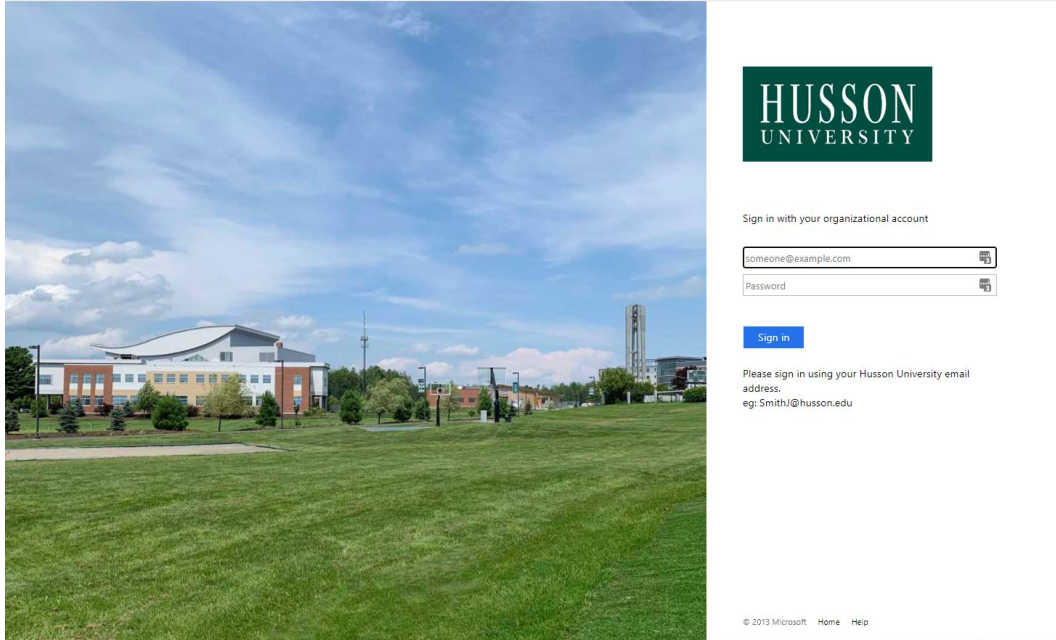 HUSSON
UNIVERSITY
Sign in with your organizational account
someone@example.com
Password
Sign in
Please sign in using your Husson University email
address.
eg: SmithJ@husson.edu
© 2013 Microsoft Home Help